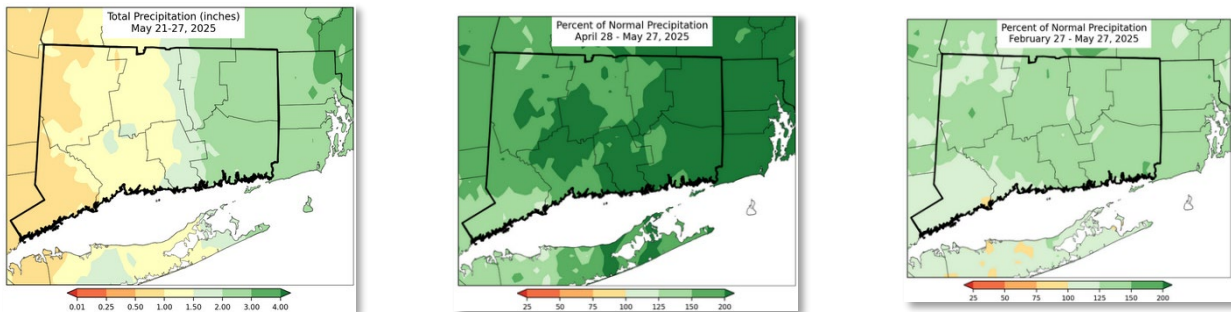 Total Precipitation (inches)
May 21-27, 2025
0.01 0.25 0.50 1.00 1.50 2.00 3.00 4.00
Percent of Normal Precipitation
April 28 - May 27, 2025
25 50 75 100 125 150 200
Percent of Normal Precipitation
February 27 - May 27, 2025
25 50 75 100 125 150 200